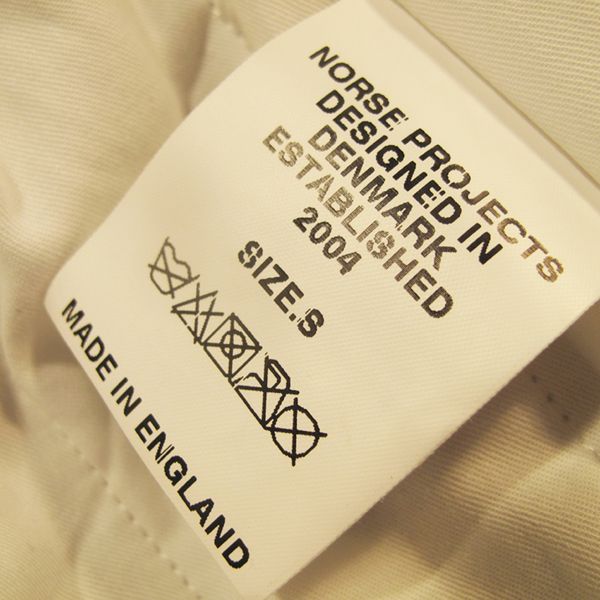 NORSE PROJECTS
DESIGNED IN
DENMARK
ESTABLISHED
2004
SIZE.S
MADE IN ENGLAND